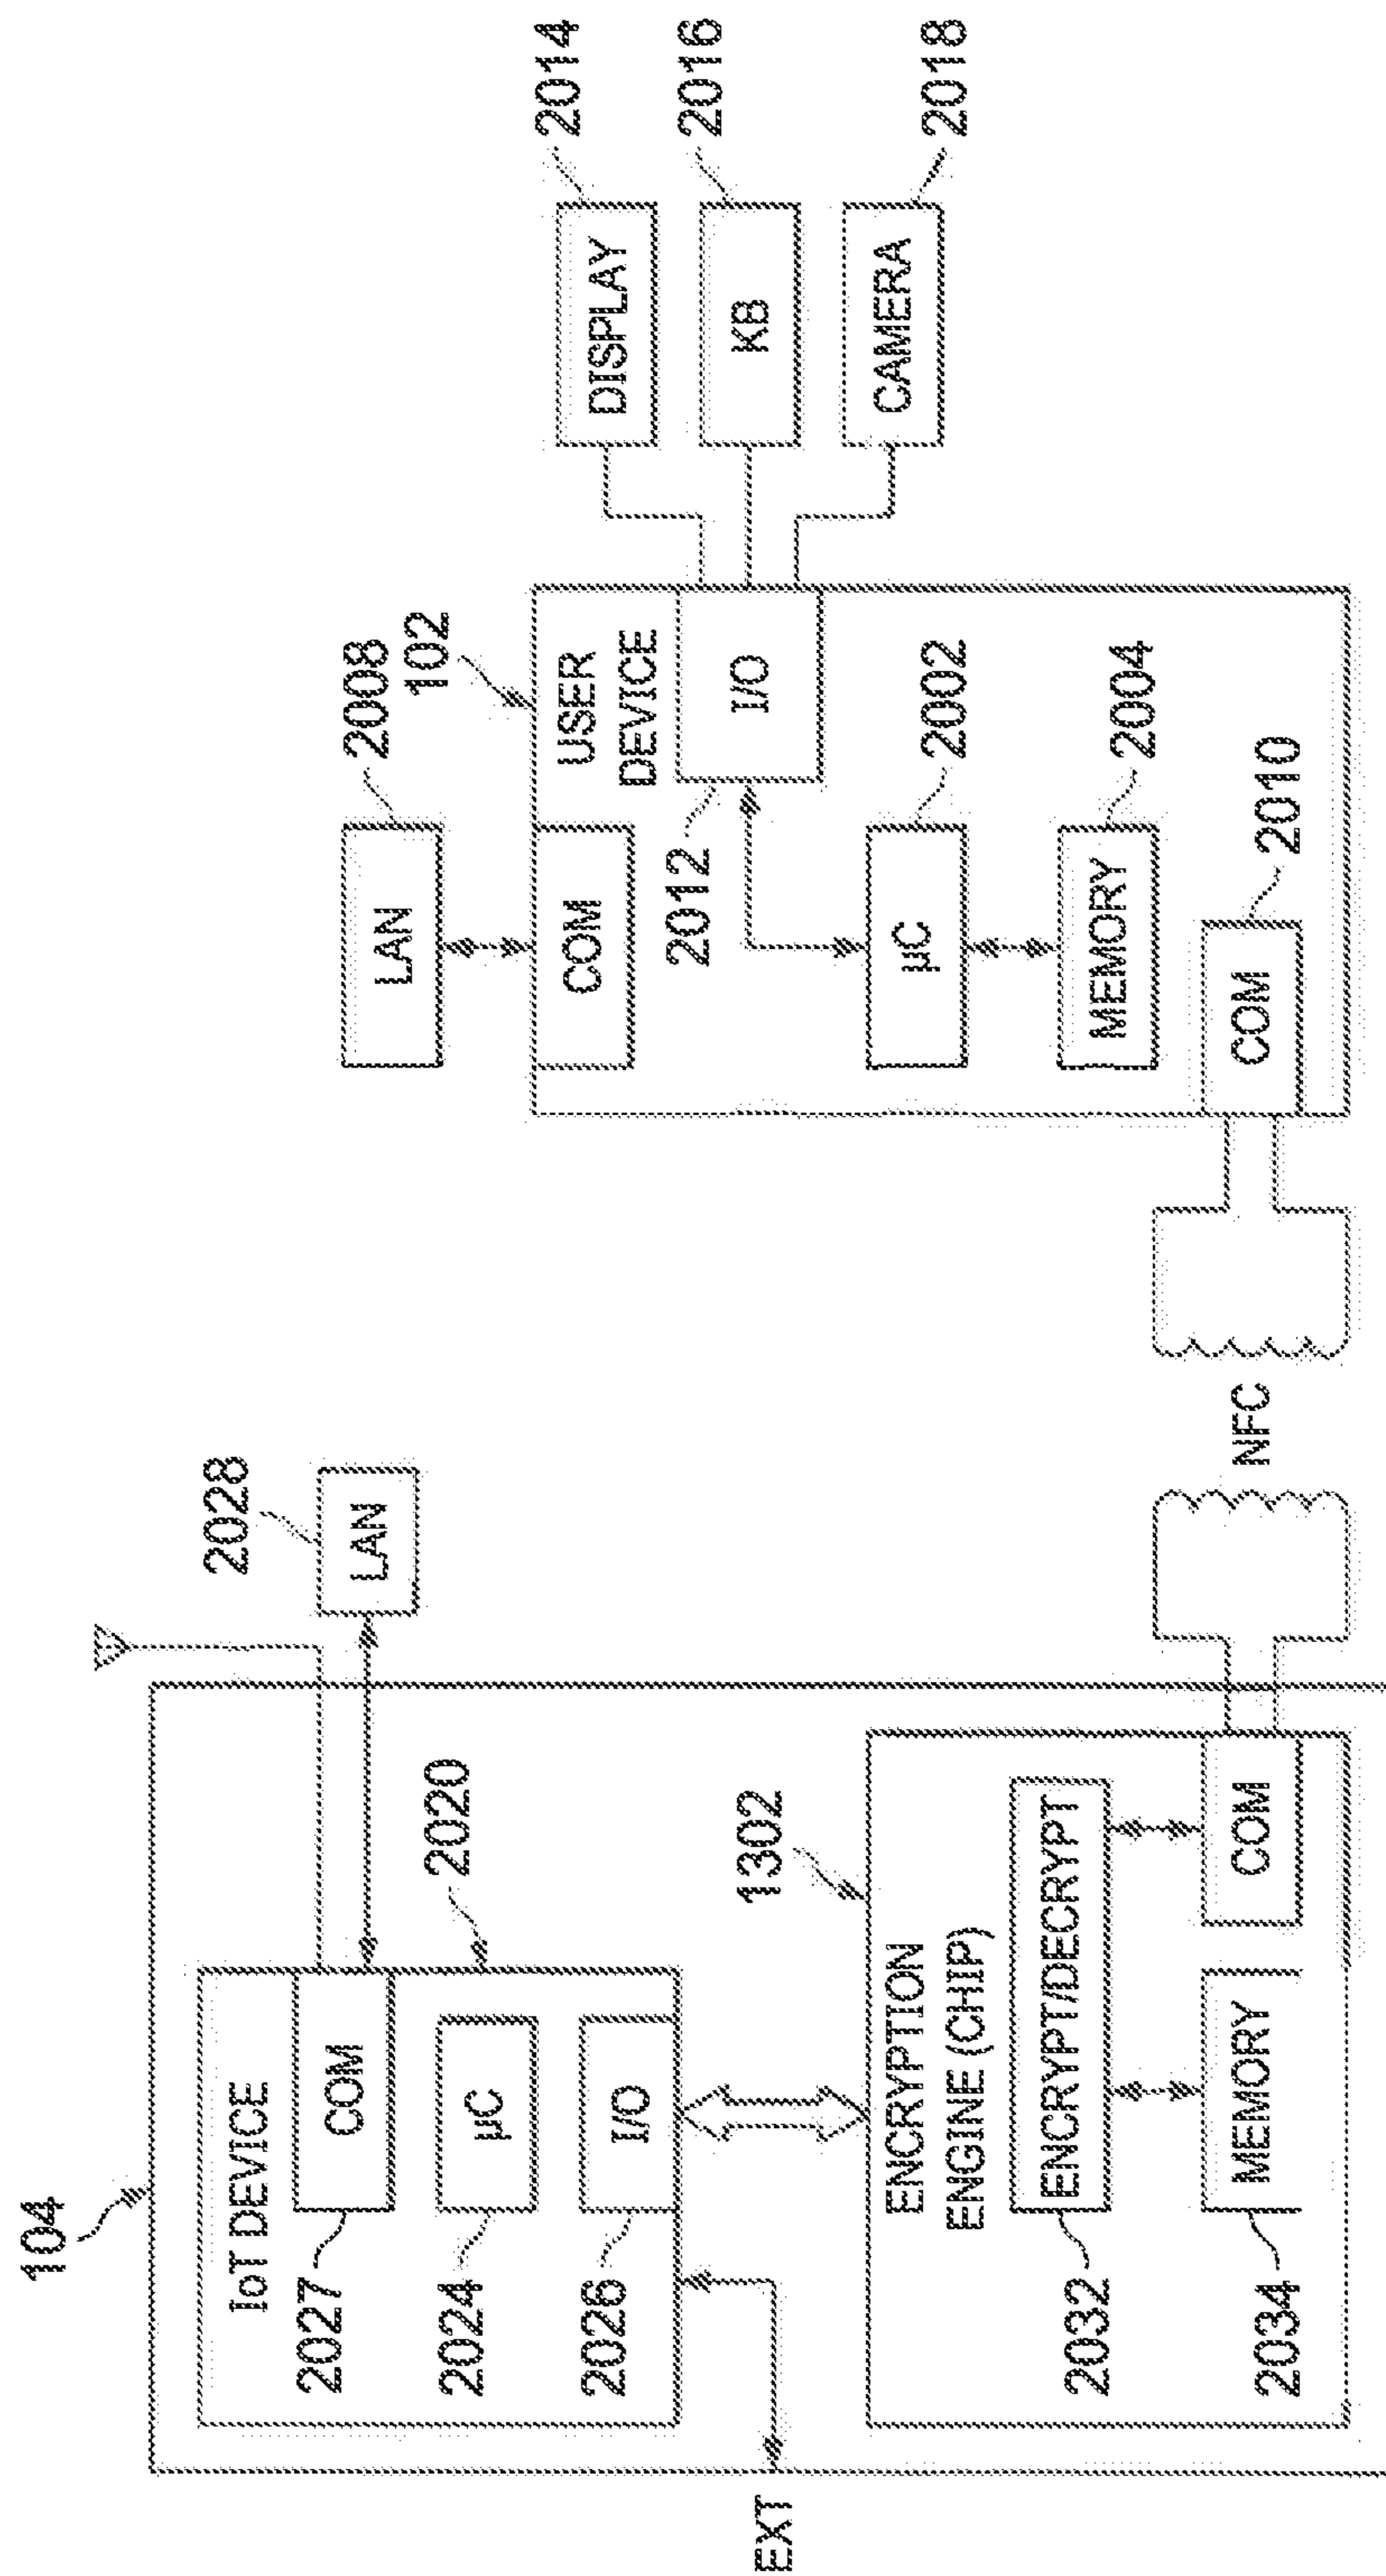 104
IoT DEVICE
COM
2027
µC
2024
I/O
2026
2020
LAN
2028
EXT
1302
ENCRYPTION
ENGINE (CHIP)
ENCRYPT/DECRYPT
2032
MEMORY
2034
COM
NFC
LAN
2008
102
USER
DEVICE
COM
I/O
2012
µC
2002
MEMORY
2004
COM
2010
DISPLAY
2014
KB
2016
CAMERA
2018